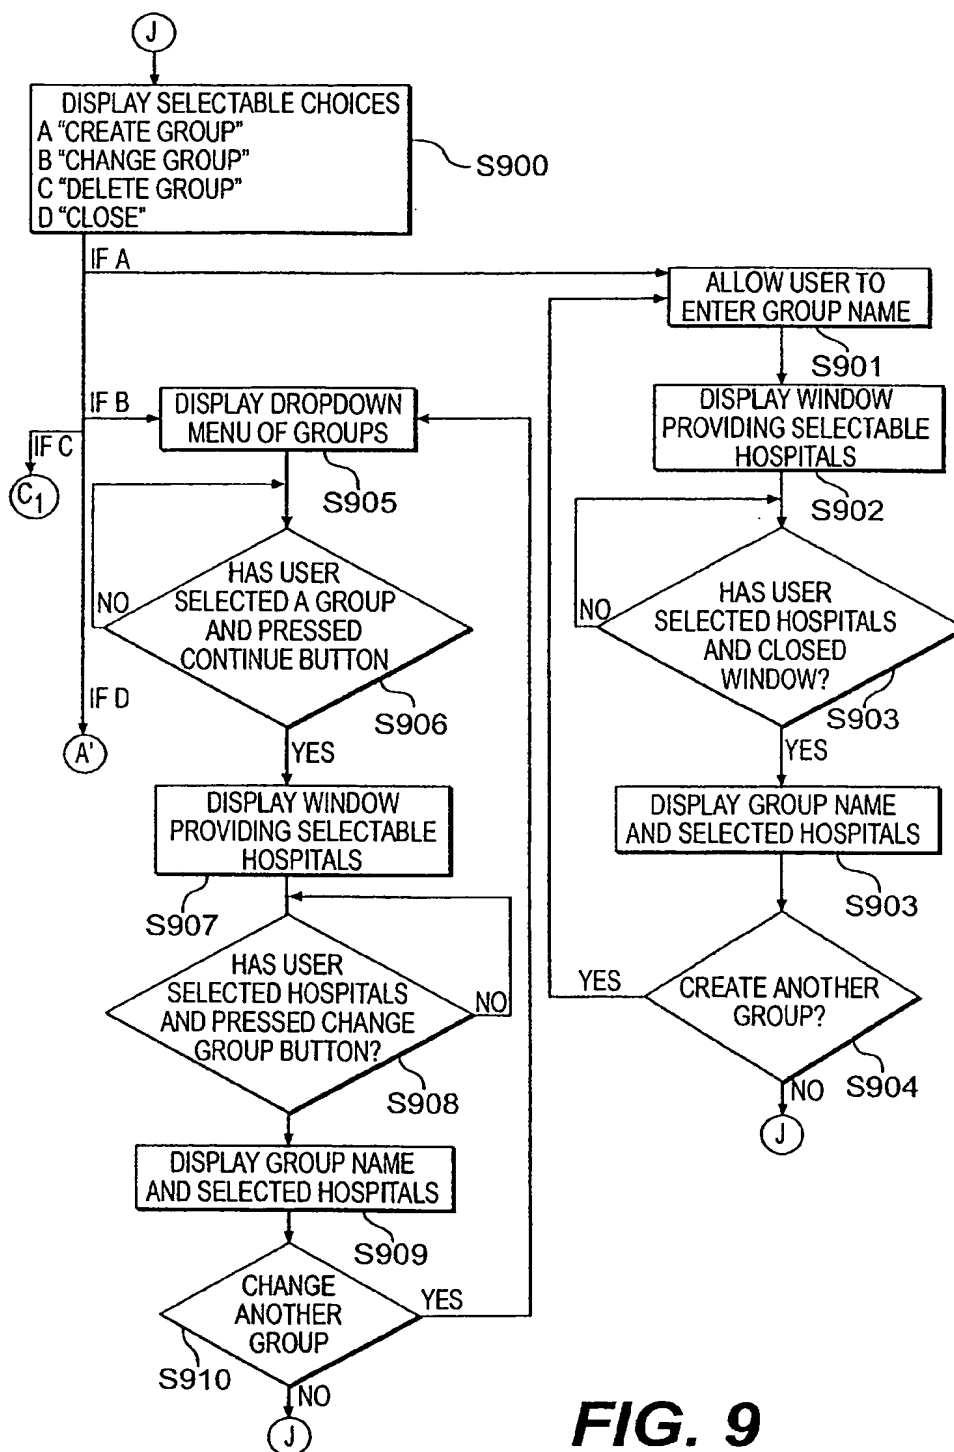 J
DISPLAY SELECTABLE CHOICES
A "CREATE GROUP"
B "CHANGE GROUP"
C "DELETE GROUP"
D "CLOSE"
S900
IF A
ALLOW USER TO
ENTER GROUP NAME
S901
IF B
DISPLAY DROPDOWN
MENU OF GROUPS
S905
IF C
C1
DISPLAY WINDOW
PROVIDING SELECTABLE
HOSPITALS
S902
HAS USER
SELECTED A GROUP
AND PRESSED
CONTINUE BUTTON
NO
S906
YES
HAS USER
SELECTED HOSPITALS
AND CLOSED
WINDOW?
NO
S903
YES
IF D
A'
DISPLAY WINDOW
PROVIDING SELECTABLE
HOSPITALS
S907
DISPLAY GROUP NAME
AND SELECTED HOSPITALS
S903
HAS USER
SELECTED HOSPITALS
AND PRESSED CHANGE
GROUP BUTTON?
NO
S908
YES
CREATE ANOTHER
GROUP?
S904
NO
J
DISPLAY GROUP NAME
AND SELECTED HOSPITALS
S909
CHANGE
ANOTHER
GROUP
YES
S910
NO
J
FIG. 9